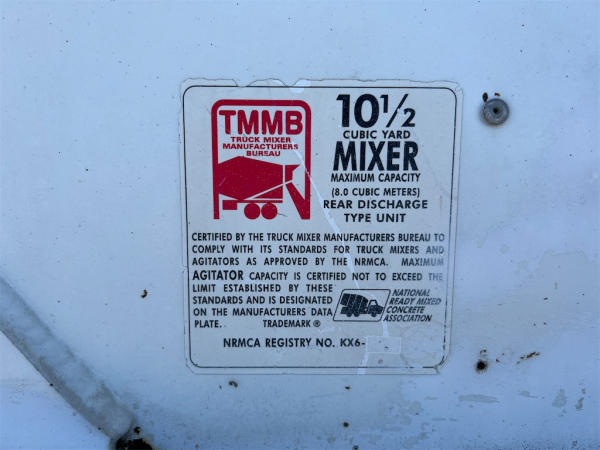 TMMB
TRUCK MIXER
MANUFACTURERS
BUREAU
10½
CUBIC YARD
MIXER
MAXIMUM CAPACITY
(8.0 CUBIC METERS)
REAR DISCHARGE
TYPE UNIT
CERTIFIED BY THE TRUCK MIXER MANUFACTURERS BUREAU TO
COMPLY WITH ITS STANDARDS FOR TRUCK MIXERS AND
AGITATORS AS APPROVED BY THE NRMCA. MAXIMUM
AGITATOR CAPACITY IS CERTIFIED NOT TO EXCEED THE
LIMIT ESTABLISHED BY THESE
STANDARDS AND IS DESIGNATED
ON THE MANUFACTURERS DATA
PLATE. TRADEMARK ®
NATIONAL
READY MIXED
CONCRETE
ASSOCIATION
NRMCA REGISTRY NO. KX6-